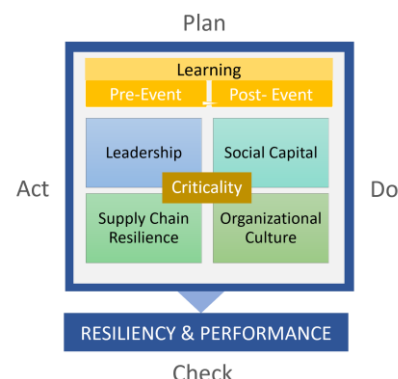 Plan
Learning
Pre-Event Post- Event
Leadership Social Capital
Act Criticality Do
Supply Chain Organizational
Resilience Culture
RESILIENCY & PERFORMANCE
Check